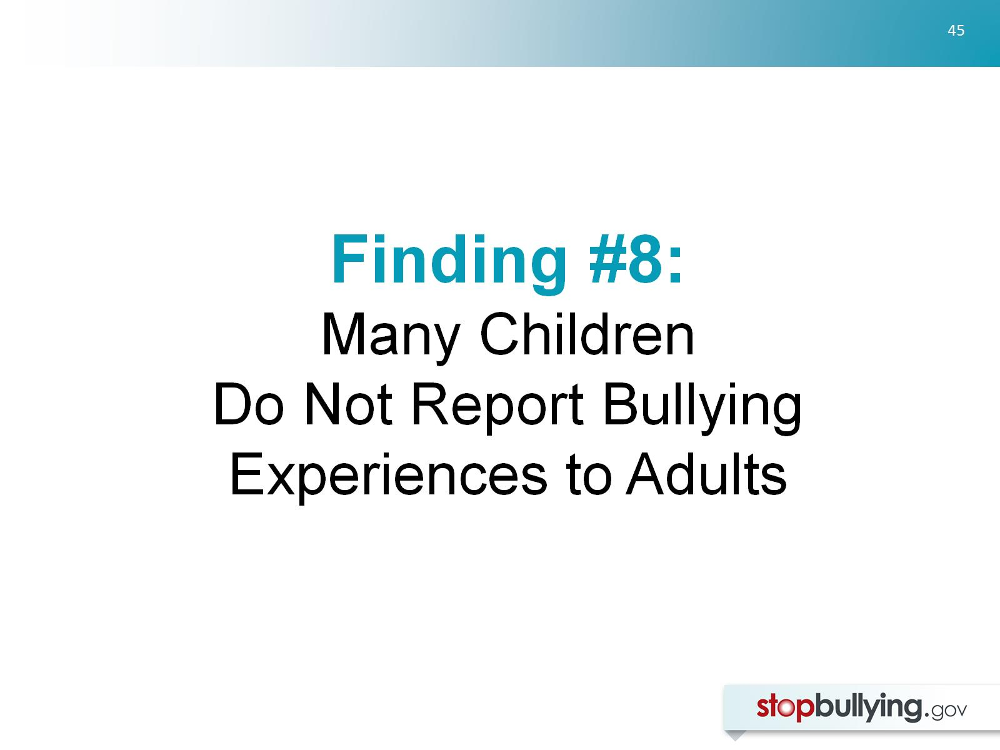 45
Finding #8:
Many Children
Do Not Report Bullying
Experiences to Adults
stopbullying.gov